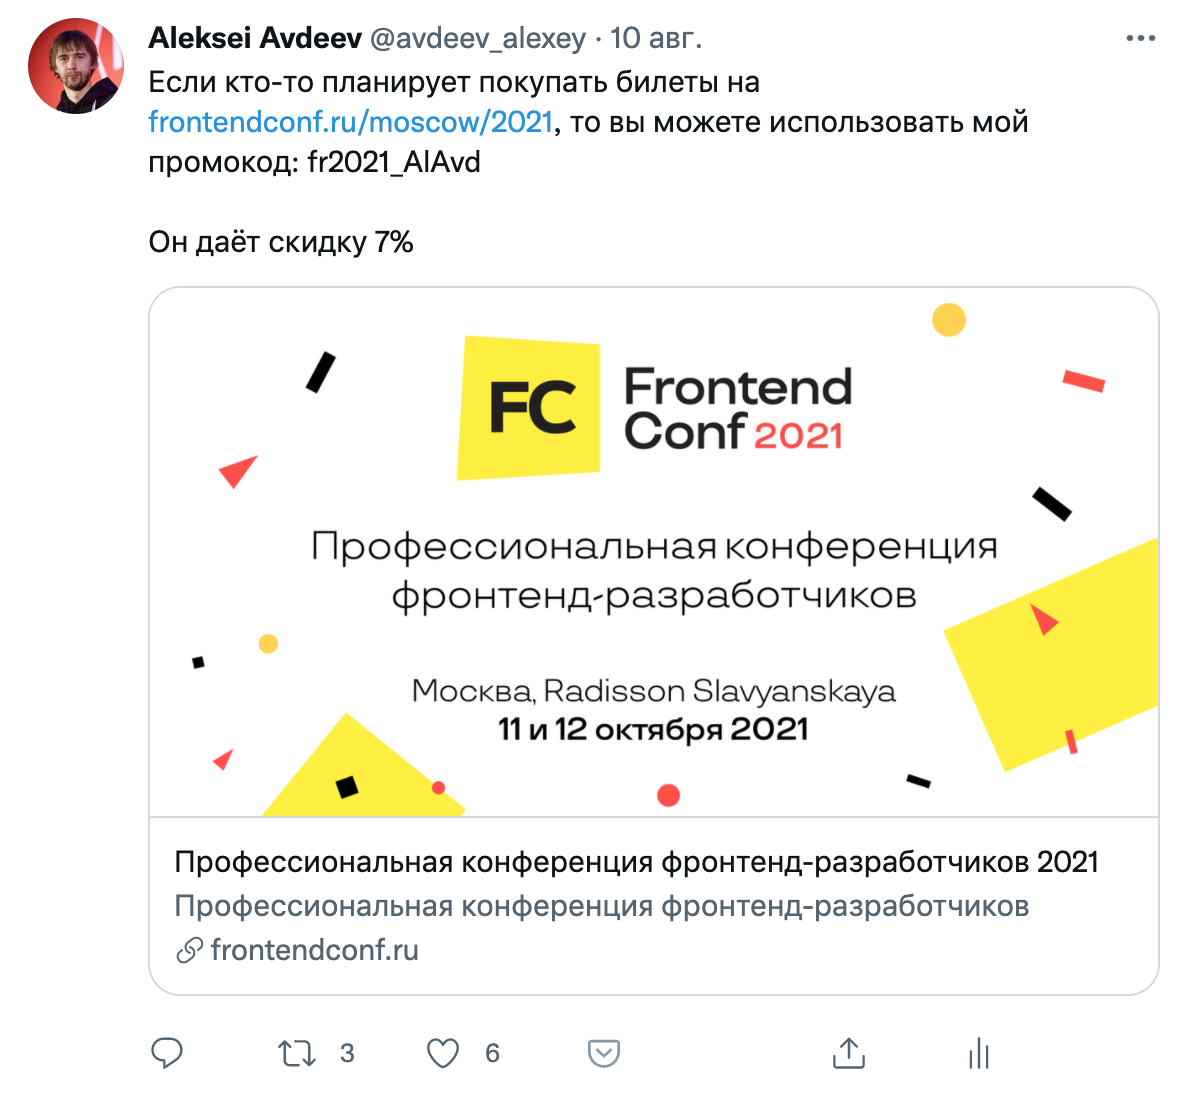 Aleksei Avdeev @avdeev_alexey · 10 авг.
Если кто-то планирует покупать билеты на
frontendconf.ru/moscow/2021, то вы можете использовать мой
промокод: fr2021_AlAvd
Он даёт скидку 7%
FC
Frontend
Conf 2021
Профессиональная конференция
фронтенд-разработчиков
Москва, Radisson Slavyanskaya
11 и 12 октября 2021
Профессиональная конференция фронтенд-разработчиков 2021
Профессиональная конференция фронтенд-разработчиков
frontendconf.ru
3 6